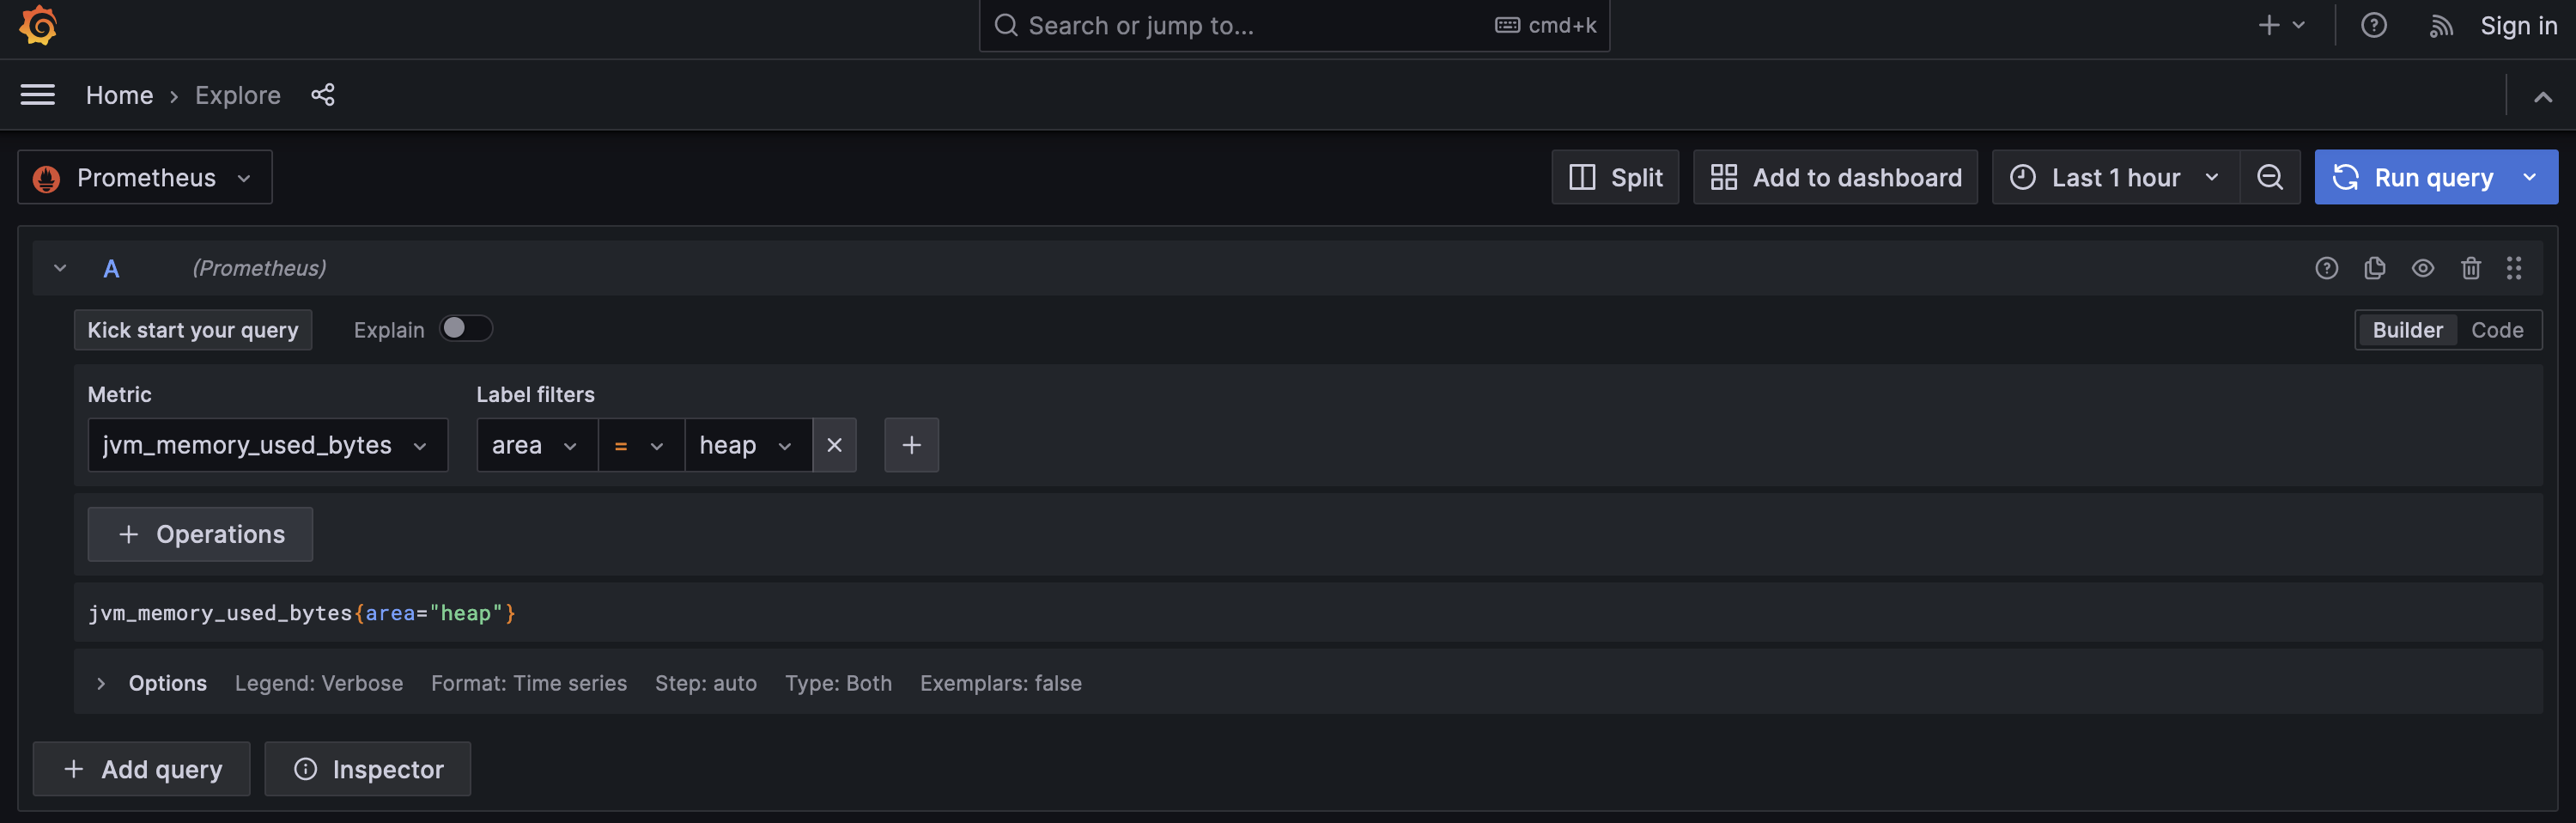 Search or jump to... cmd+k Sign in
Home › Explore
Prometheus Split Add to dashboard Last 1 hour Run query
A (Prometheus)
Kick start your query Explain Builder Code
Metric Label filters
jvm_memory_used_bytes area = heap
+ Operations
jvm_memory_used_bytes{area="heap"}
Options Legend: Verbose Format: Time series Step: auto Type: Both Exemplars: false
+ Add query Inspector